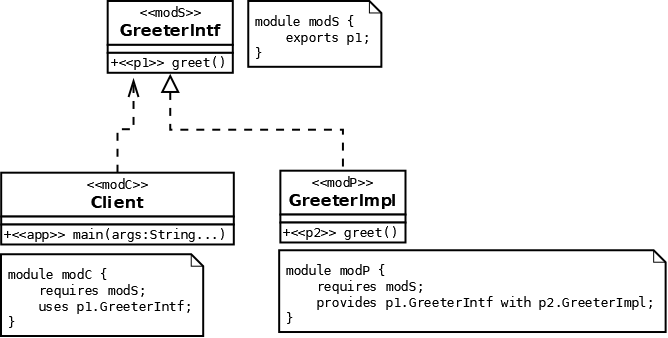 <<modS>>
GreeterIntf
+<<p1>> greet()
module modS {
    exports p1;
}
<<modC>>
Client
+<<app>> main(args:String...)
<<modP>>
GreeterImpl
+<<p2>> greet()
module modC {
    requires modS;
    uses p1.GreeterIntf;
}
module modP {
    requires modS;
    provides p1.GreeterIntf with p2.GreeterImpl;
}